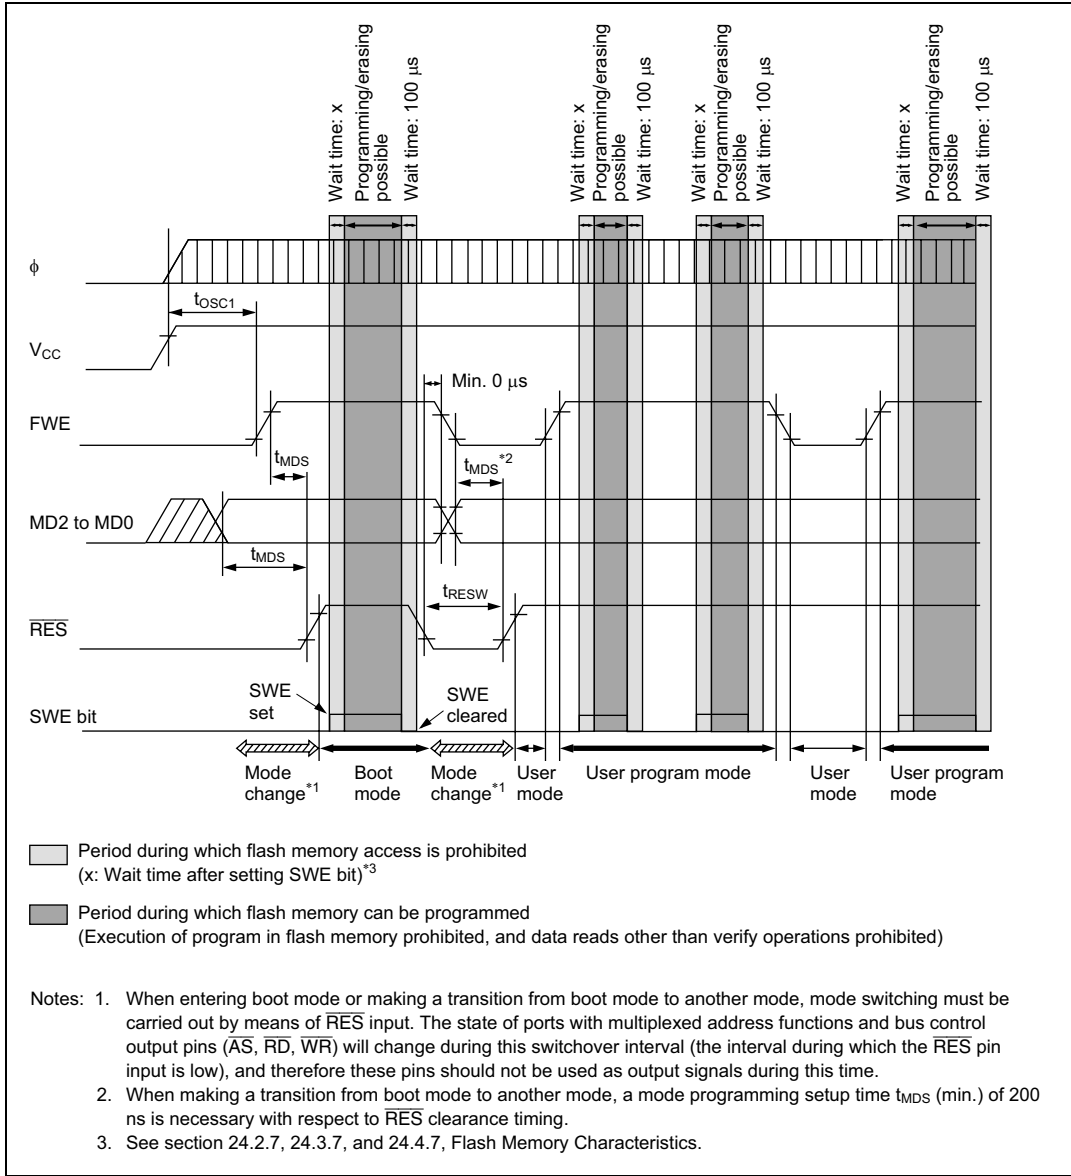 Wait time: x
Programming/erasing
possible
Wait time: 100 µs
Wait time: x
Programming/erasing
possible
Wait time: 100 µs
Wait time: x
Programming/erasing
possible
Wait time: 100 µs
Wait time: x
Programming/erasing
possible
Wait time: 100 µs
φ
tOSC1
VCC
Min. 0 µs
FWE
tMDS
tMDS*2
MD2 to MD0
tMDS
tRESW
RES
SWE
set
SWE
cleared
SWE bit
Mode
change*1
Boot
mode
Mode
change*1
User
mode
User program mode
User
mode
User program
mode
Period during which flash memory access is prohibited
(x: Wait time after setting SWE bit)*3
Period during which flash memory can be programmed
(Execution of program in flash memory prohibited, and data reads other than verify operations prohibited)
Notes: 1. When entering boot mode or making a transition from boot mode to another mode, mode switching must be
carried out by means of RES input. The state of ports with multiplexed address functions and bus control
output pins (AS, RD, WR) will change during this switchover interval (the interval during which the RES pin
input is low), and therefore these pins should not be used as output signals during this time.
2. When making a transition from boot mode to another mode, a mode programming setup time tMDS (min.) of 200
ns is necessary with respect to RES clearance timing.
3. See section 24.2.7, 24.3.7, and 24.4.7, Flash Memory Characteristics.